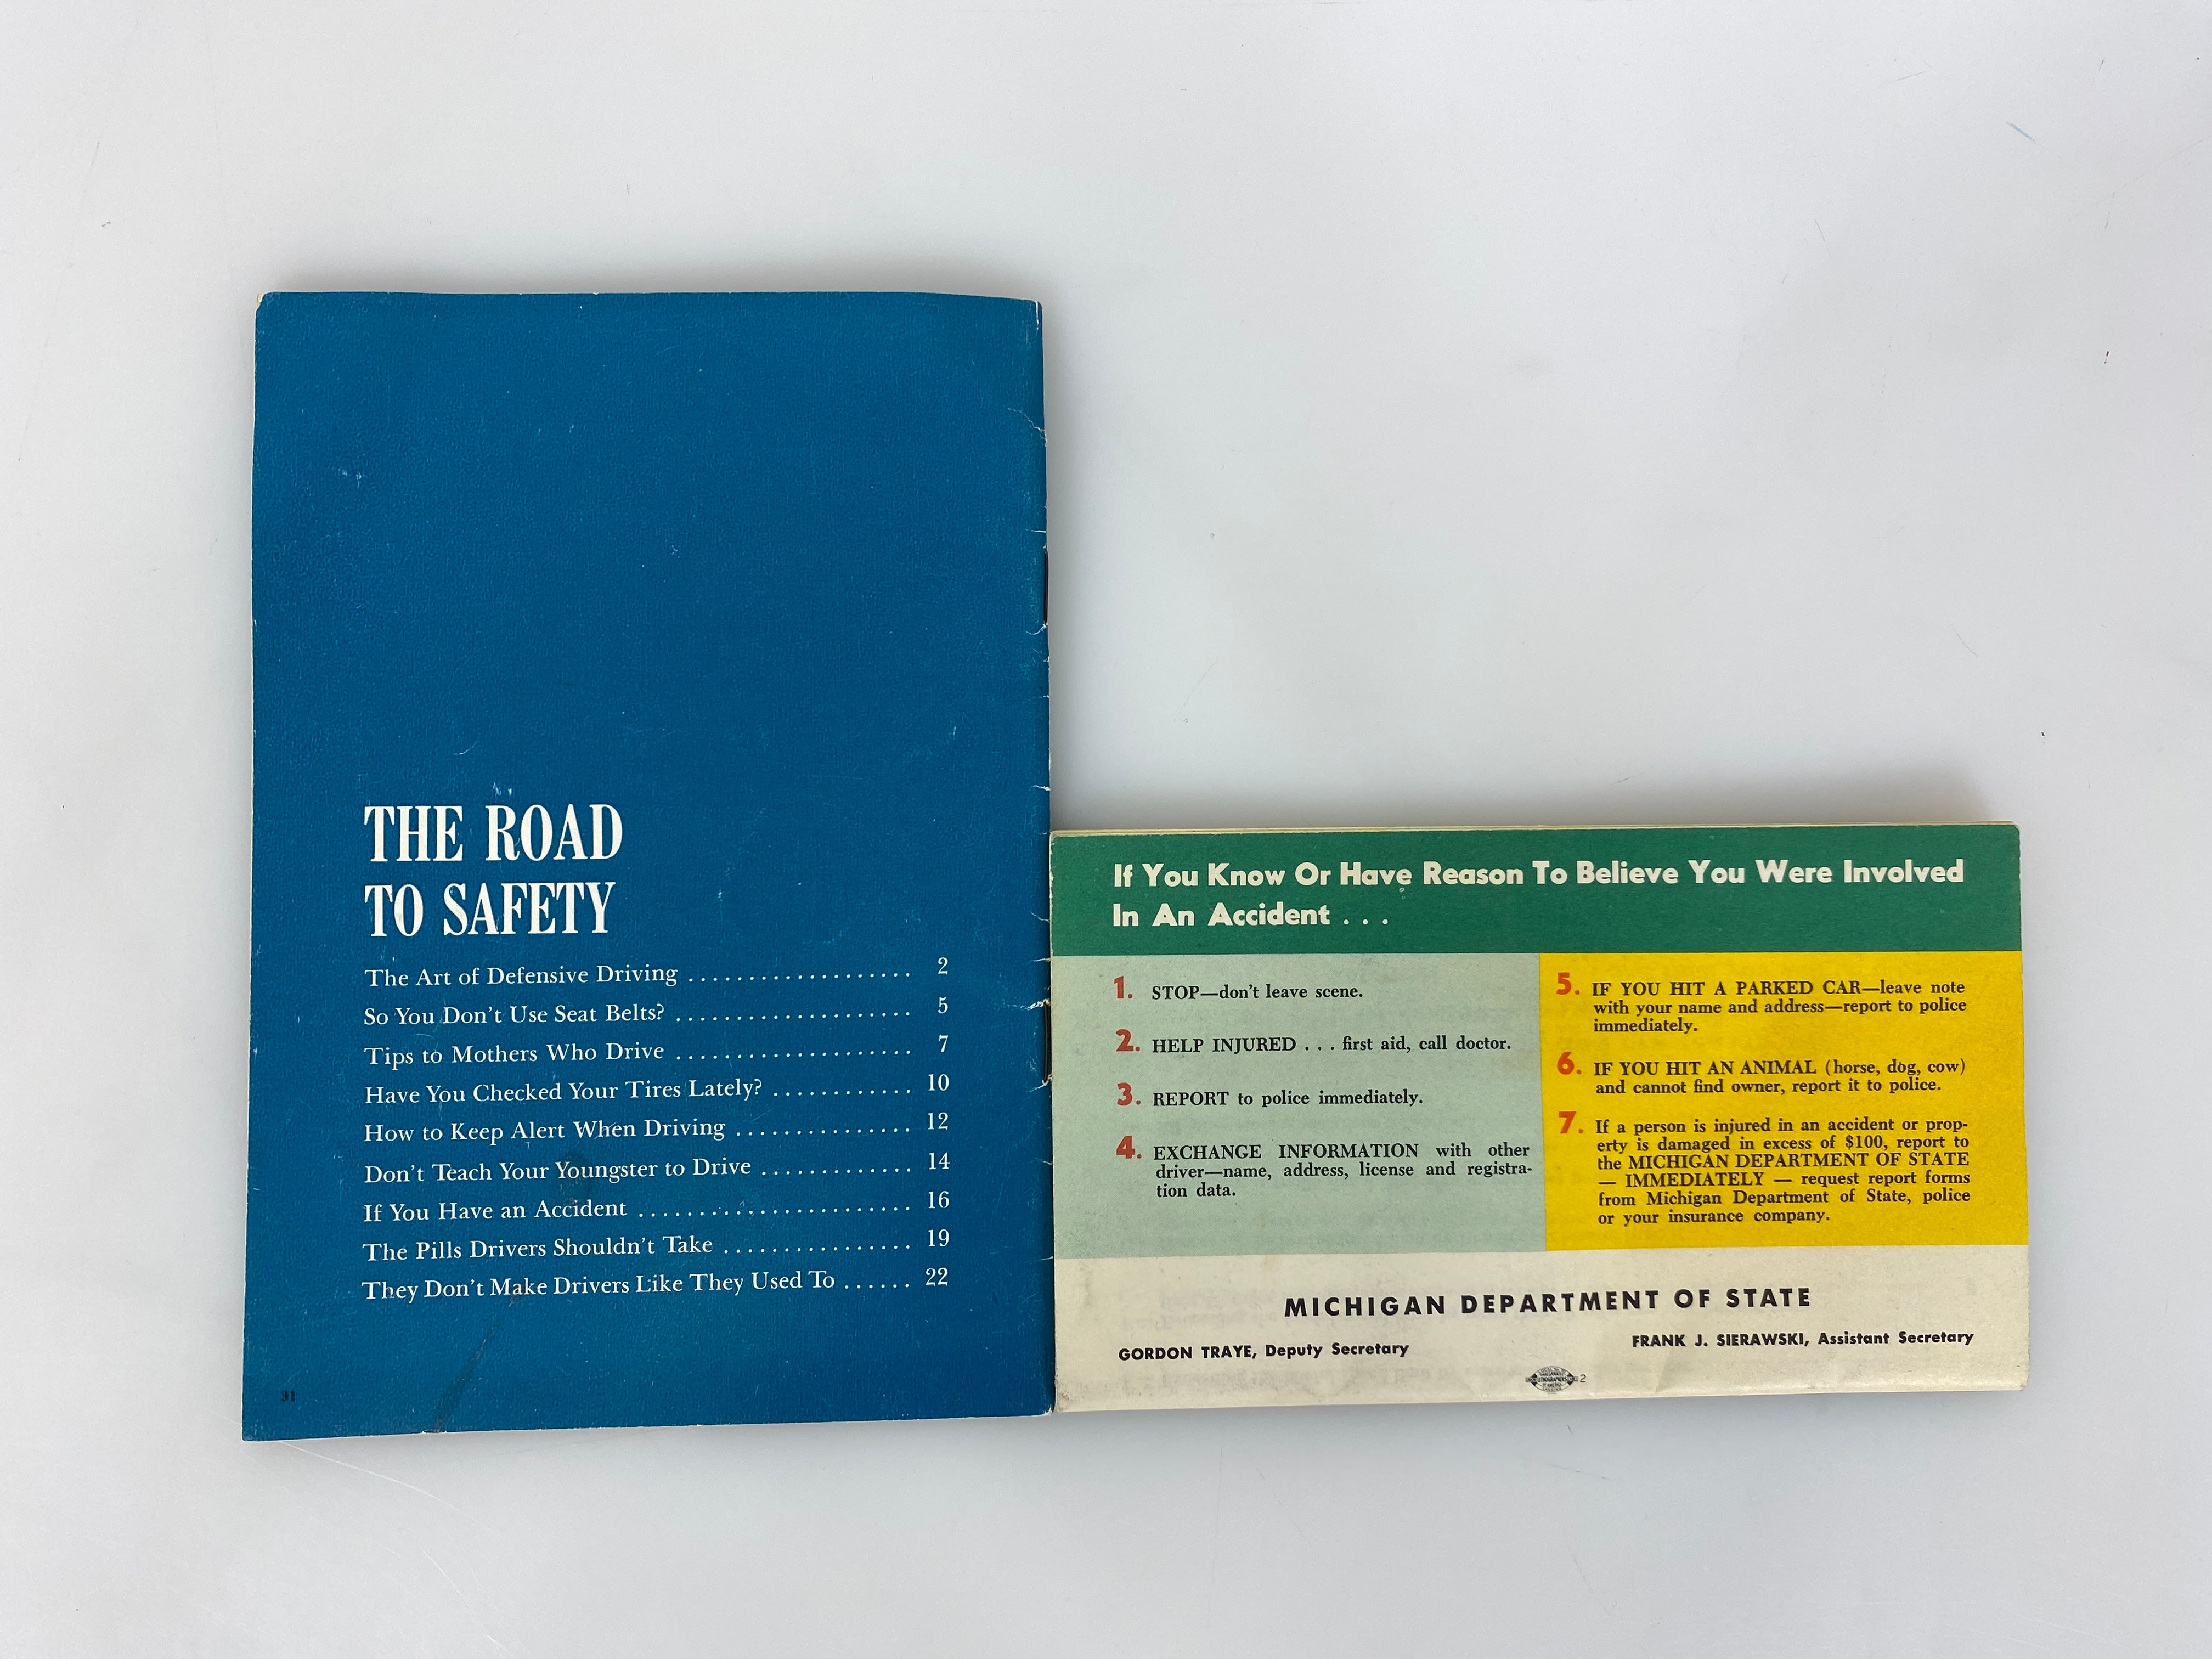 THE ROAD
TO SAFETY
The Art of Defensive Driving ................... 2
So You Don't Use Seat Belts? .................... 5
Tips to Mothers Who Drive .................... 7
Have You Checked Your Tires Lately? ............ 10
How to Keep Alert When Driving ............... 12
Don't Teach Your Youngster to Drive ............. 14
If You Have an Accident ....................... 16
The Pills Drivers Shouldn't Take ................ 19
They Don't Make Drivers Like They Used To ...... 22
31
If You Know Or Have Reason To Believe You Were Involved
In An Accident . . .
1. STOP—don't leave scene.
2. HELP INJURED . . . first aid, call doctor.
3. REPORT to police immediately.
4. EXCHANGE INFORMATION with other
driver—name, address, license and registra-
tion data.
5. IF YOU HIT A PARKED CAR—leave note
with your name and address—report to police
immediately.
6. IF YOU HIT AN ANIMAL (horse, dog, cow)
and cannot find owner, report it to police.
7. If a person is injured in an accident or prop-
erty is damaged in excess of $100, report to
the MICHIGAN DEPARTMENT OF STATE
— IMMEDIATELY — request report forms
from Michigan Department of State, police
or your insurance company.
MICHIGAN DEPARTMENT OF STATE
GORDON TRAYE, Deputy Secretary
FRANK J. SIERAWSKI, Assistant Secretary
2